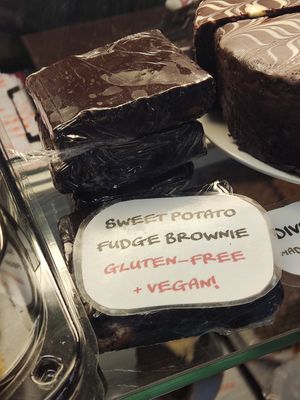 SWEET POTATO
FUDGE BROWNIE
GLUTEN-FREE
+ VEGAN!